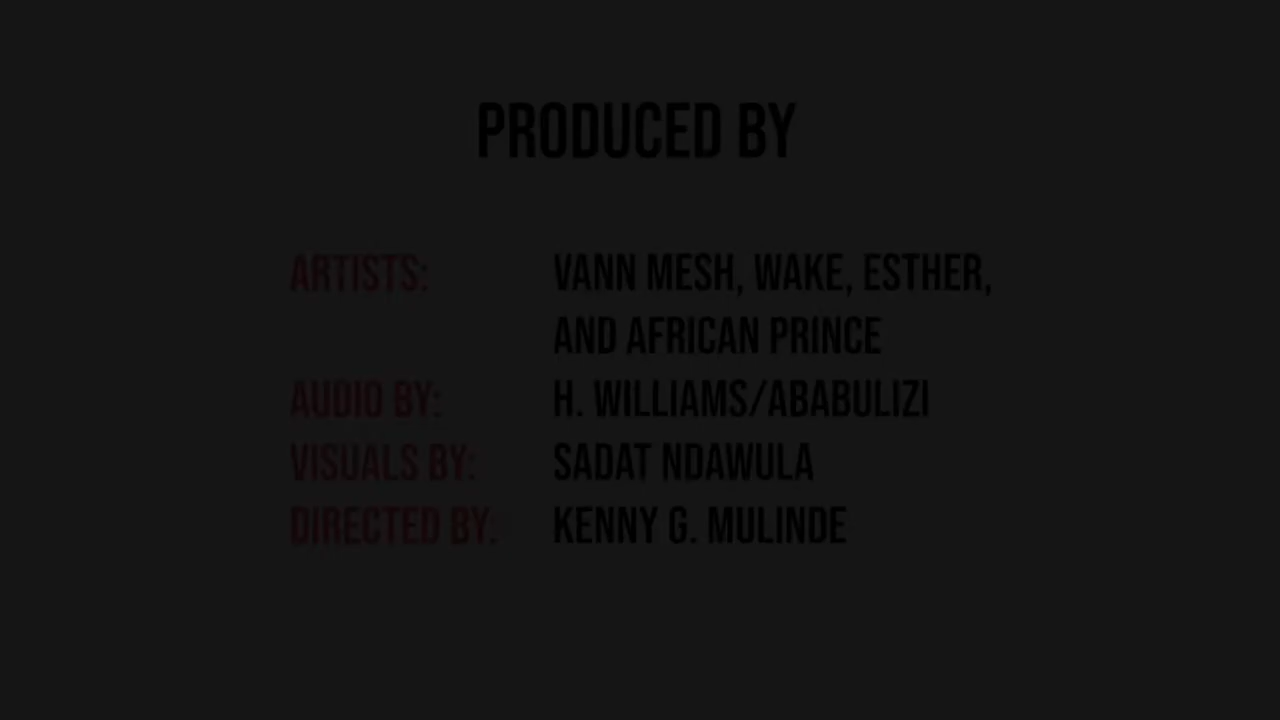 PRODUCED BY
ARTISTS: VANN MESH, WAKE, ESTHER,
AND AFRICAN PRINCE
AUDIO BY: H. WILLIAMS/ABABULIZI
VISUALS BY: SADAT NDAWULA
DIRECTED BY: KENNY G. MULINDE